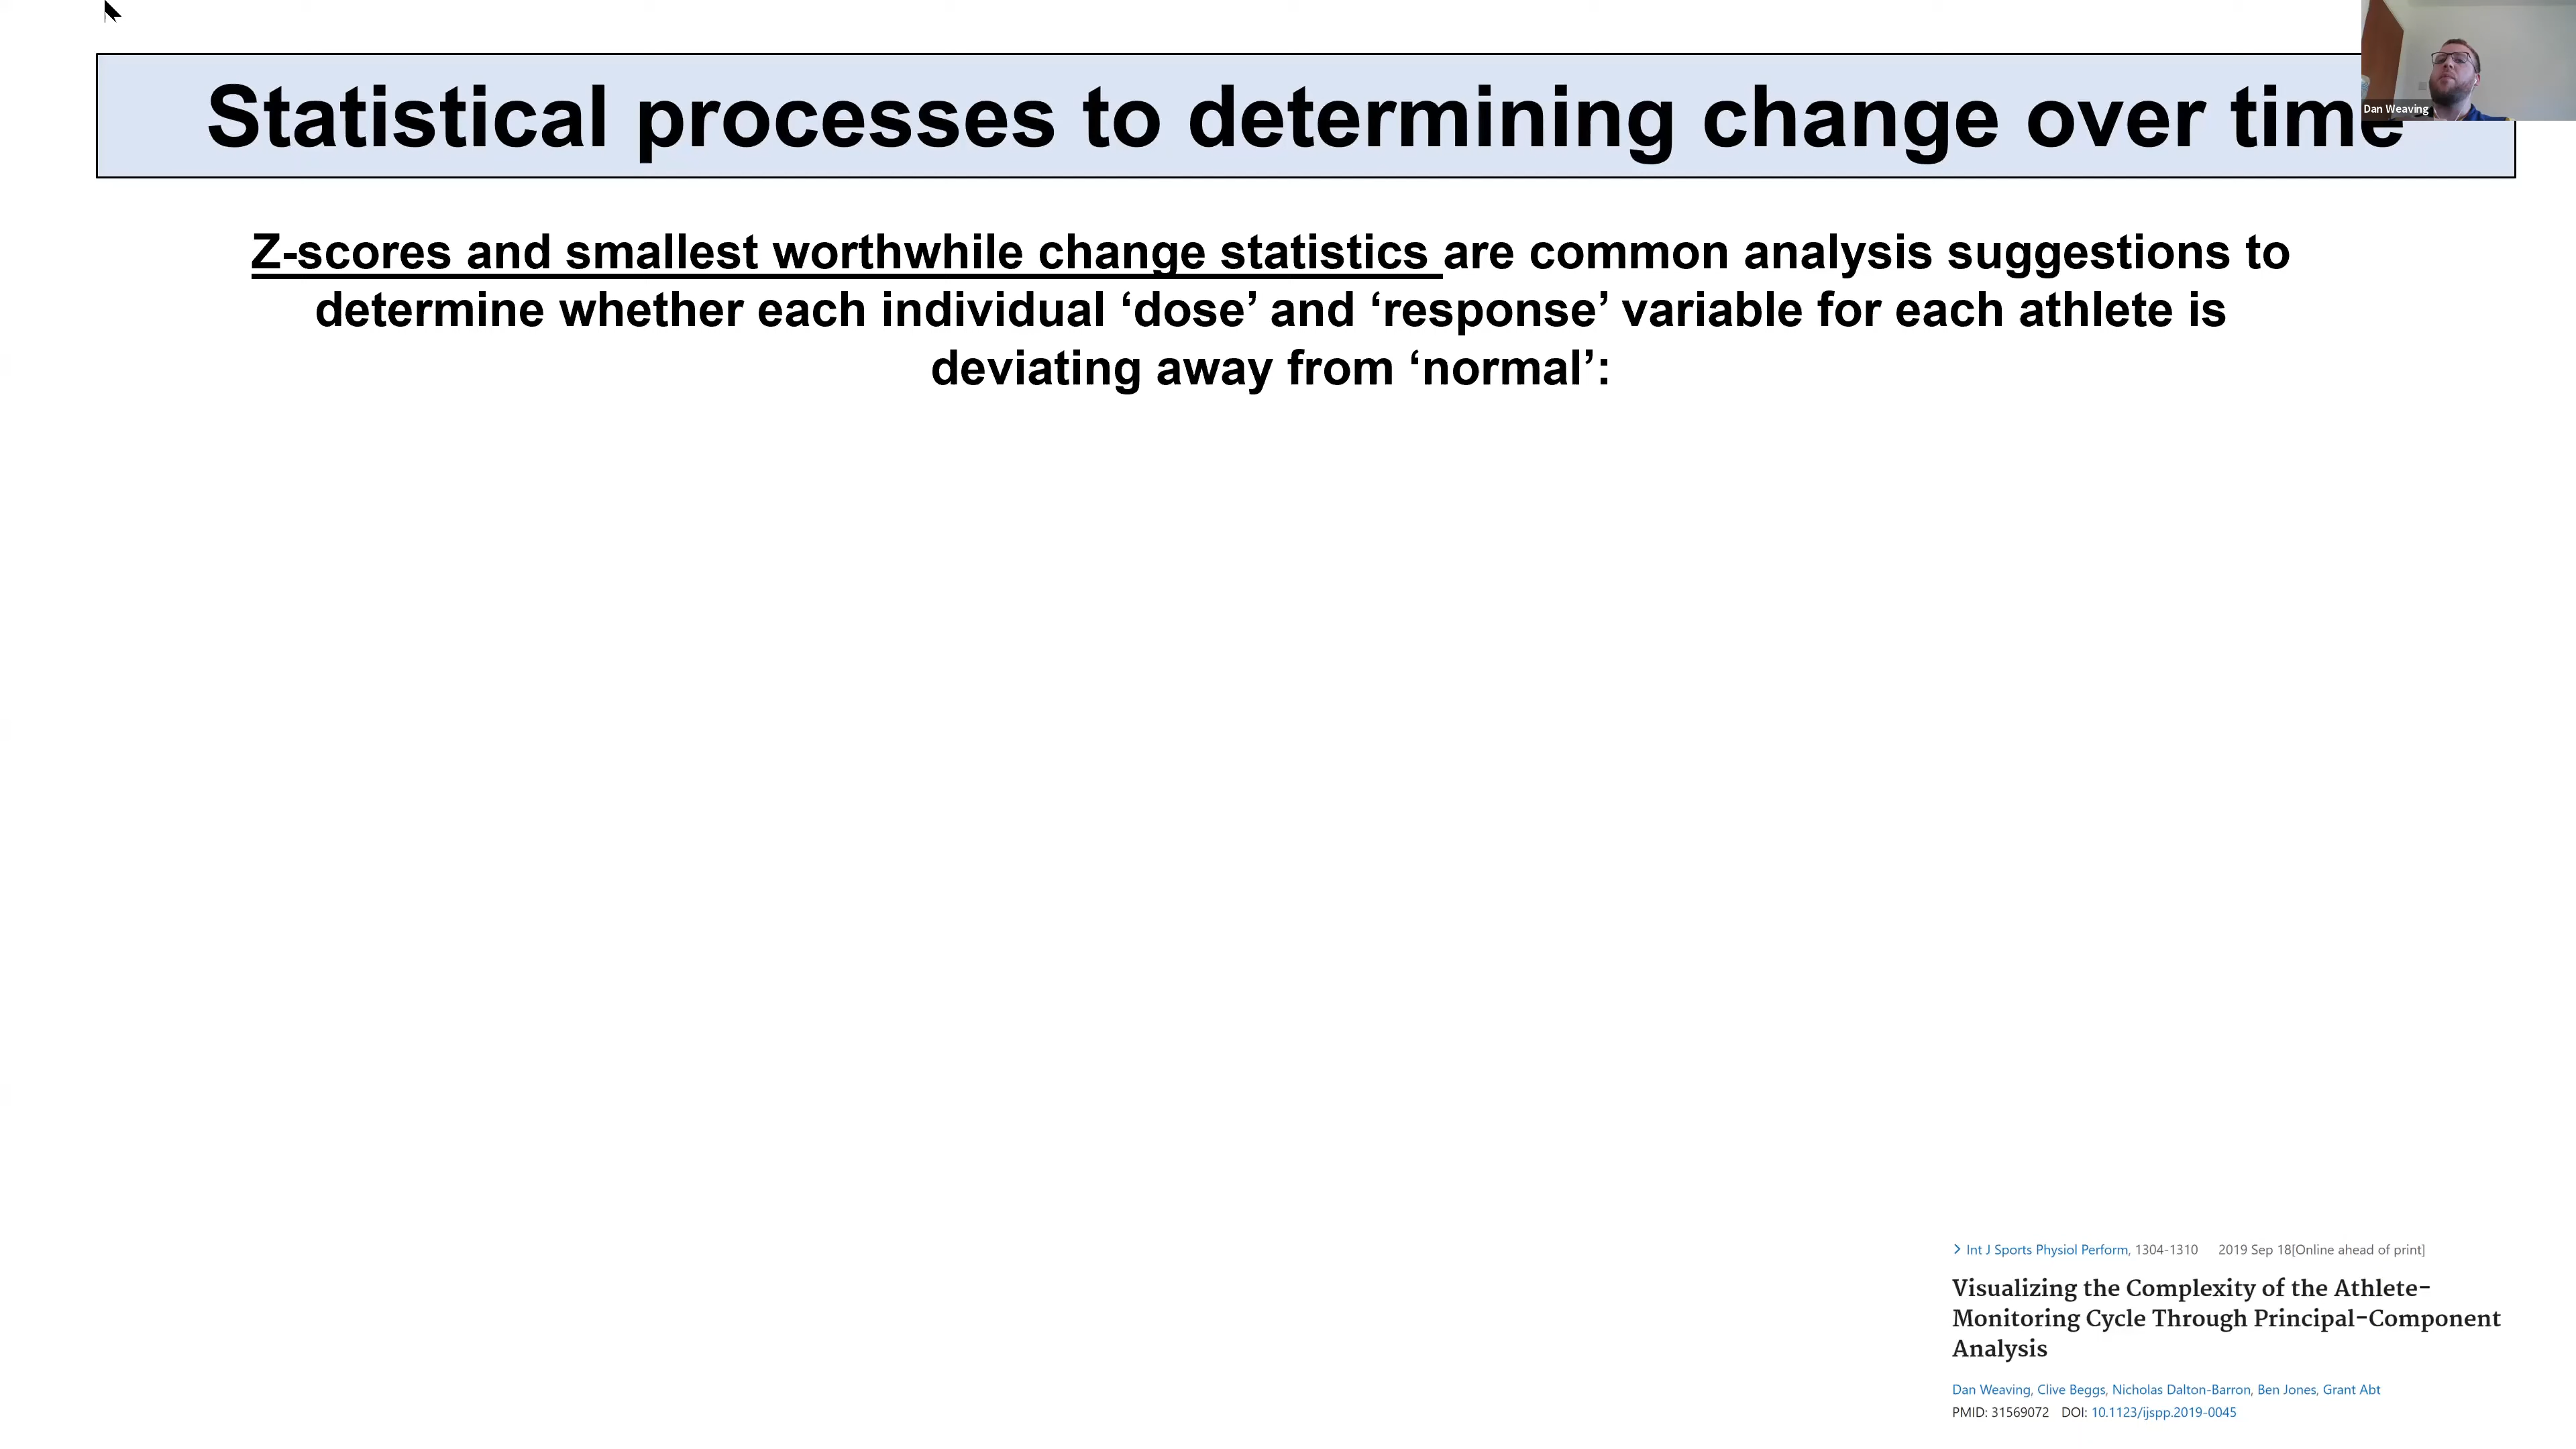 Statistical processes to determining change over time
Dan Weaving
Z-scores and smallest worthwhile change statistics are common analysis suggestions to
determine whether each individual ‘dose’ and ‘response’ variable for each athlete is
deviating away from ‘normal’:
> Int J Sports Physiol Perform, 1304-1310 2019 Sep 18[Online ahead of print]
Visualizing the Complexity of the Athlete-
Monitoring Cycle Through Principal-Component
Analysis
Dan Weaving, Clive Beggs, Nicholas Dalton-Barron, Ben Jones, Grant Abt
PMID: 31569072 DOI: 10.1123/ijspp.2019-0045